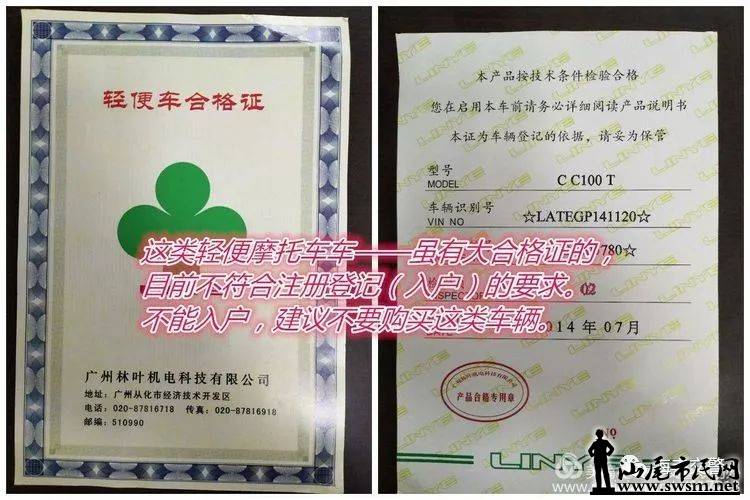 轻便车合格证
广州林叶机电科技有限公司
地址：广州从化市经济技术开发区
电话：020-87816718 传真：020-87816918
邮编：510990
本产品按技术条件检验合格
您在启用本车前请务必详细阅读产品说明书
本证为车辆登记的依据，请妥为保管
型号
MODEL
C C100 T
车辆识别号
VIN NO
☆LATEGP141120☆
780☆
02
14年07月
产品合格专用章
LINYE
这类轻便摩托车车——虽有大合格证的，
目前不符合注册登记（入户）的要求。
不能入户，建议不要购买这类车辆。
汕尾市民网
www.swsm.net